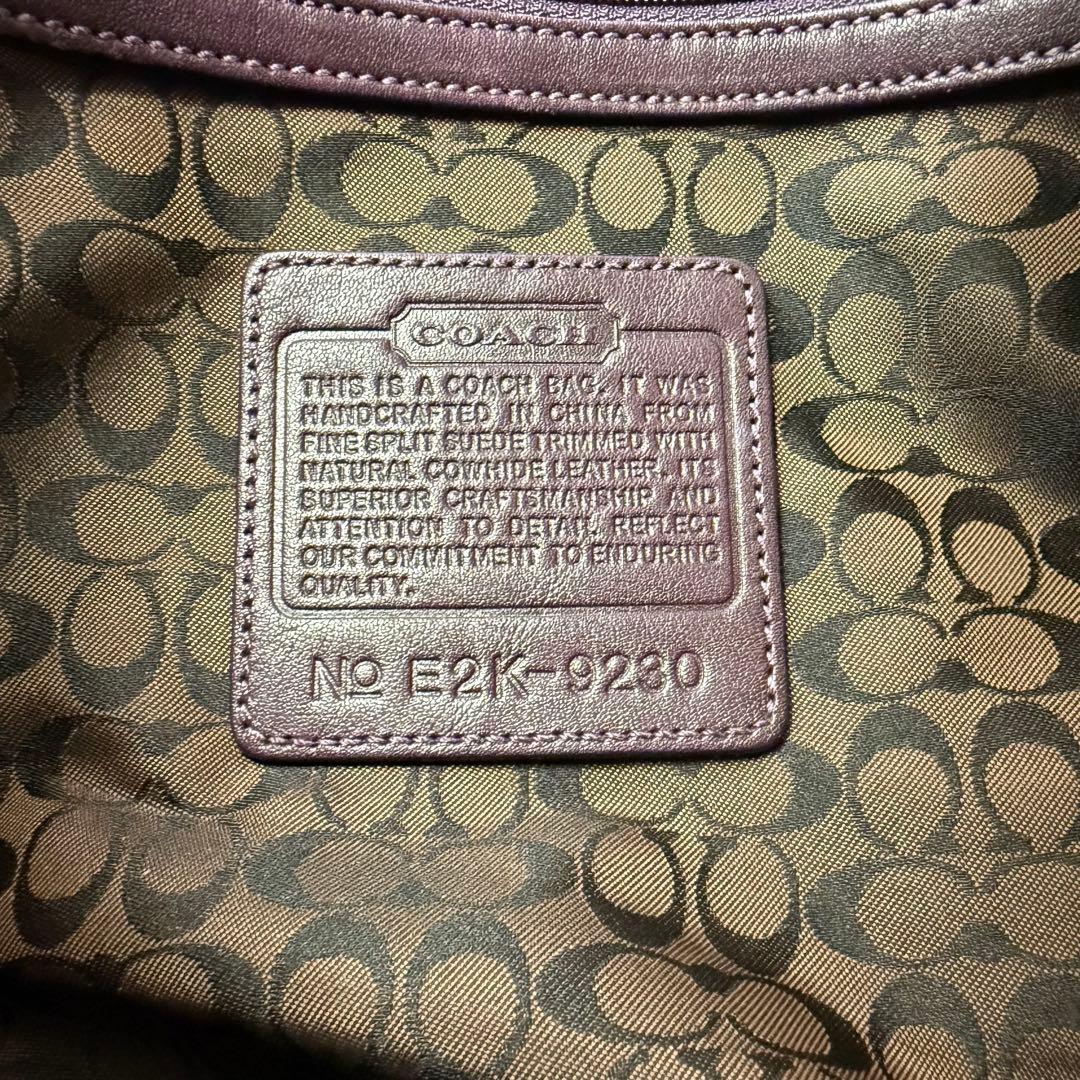 COACH
THIS IS A COACH BAG. IT WAS
HANDCRAFTED IN CHINA FROM
FINE SPLIT SUEDE TRIMMED WITH
NATURAL COWHIDE LEATHER. ITS
SUPERIOR CRAFTSMANSHIP AND
ATTENTION TO DETAIL REFLECT
OUR COMMITMENT TO ENDURING
QUALITY.
No E2K-9230